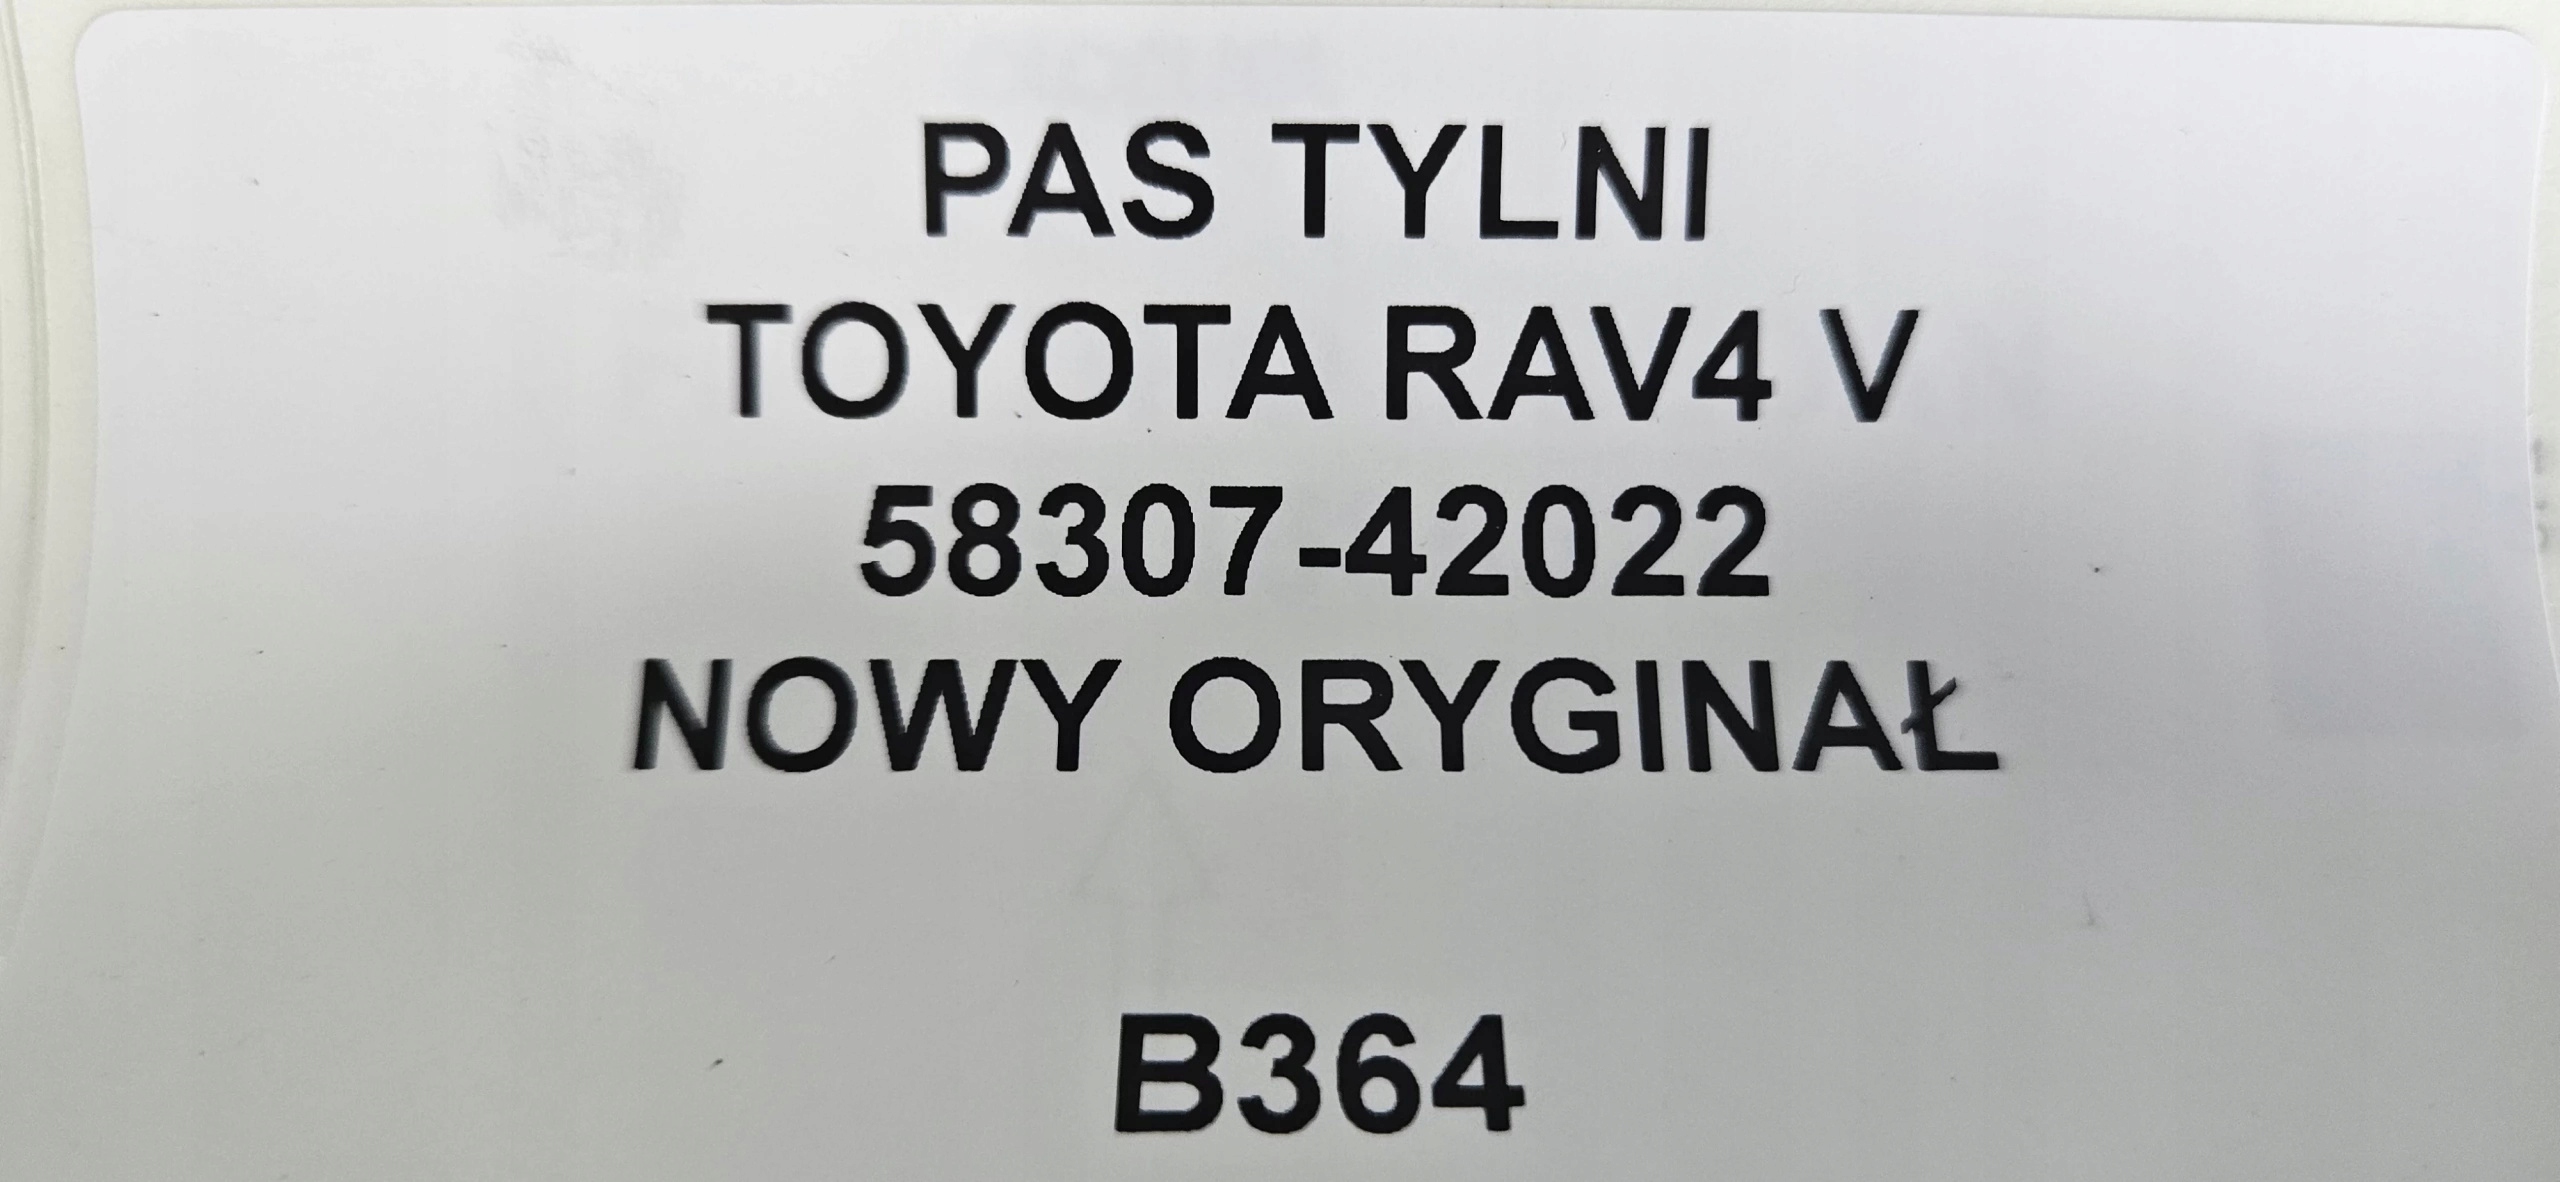 PAS TYLNI
TOYOTA RAV4 V
58307-42022
NOWY ORYGINAŁ
B364